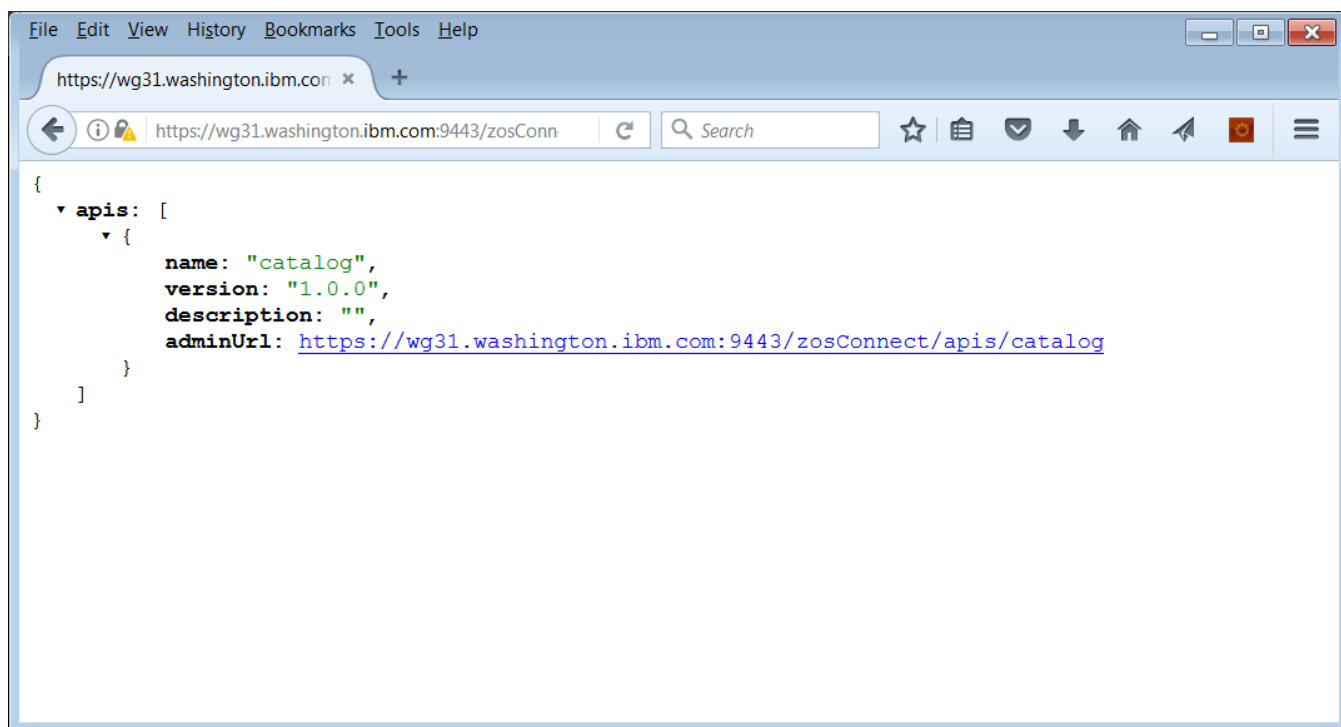 File Edit View History Bookmarks Tools Help
https://wg31.washington.ibm.com
https://wg31.washington.ibm.com:9443/zosConn Search
{
apis: [
{
name: "catalog",
version: "1.0.0",
description: "",
adminUrl: https://wg31.washington.ibm.com:9443/zosConnect/apis/catalog
}
]
}